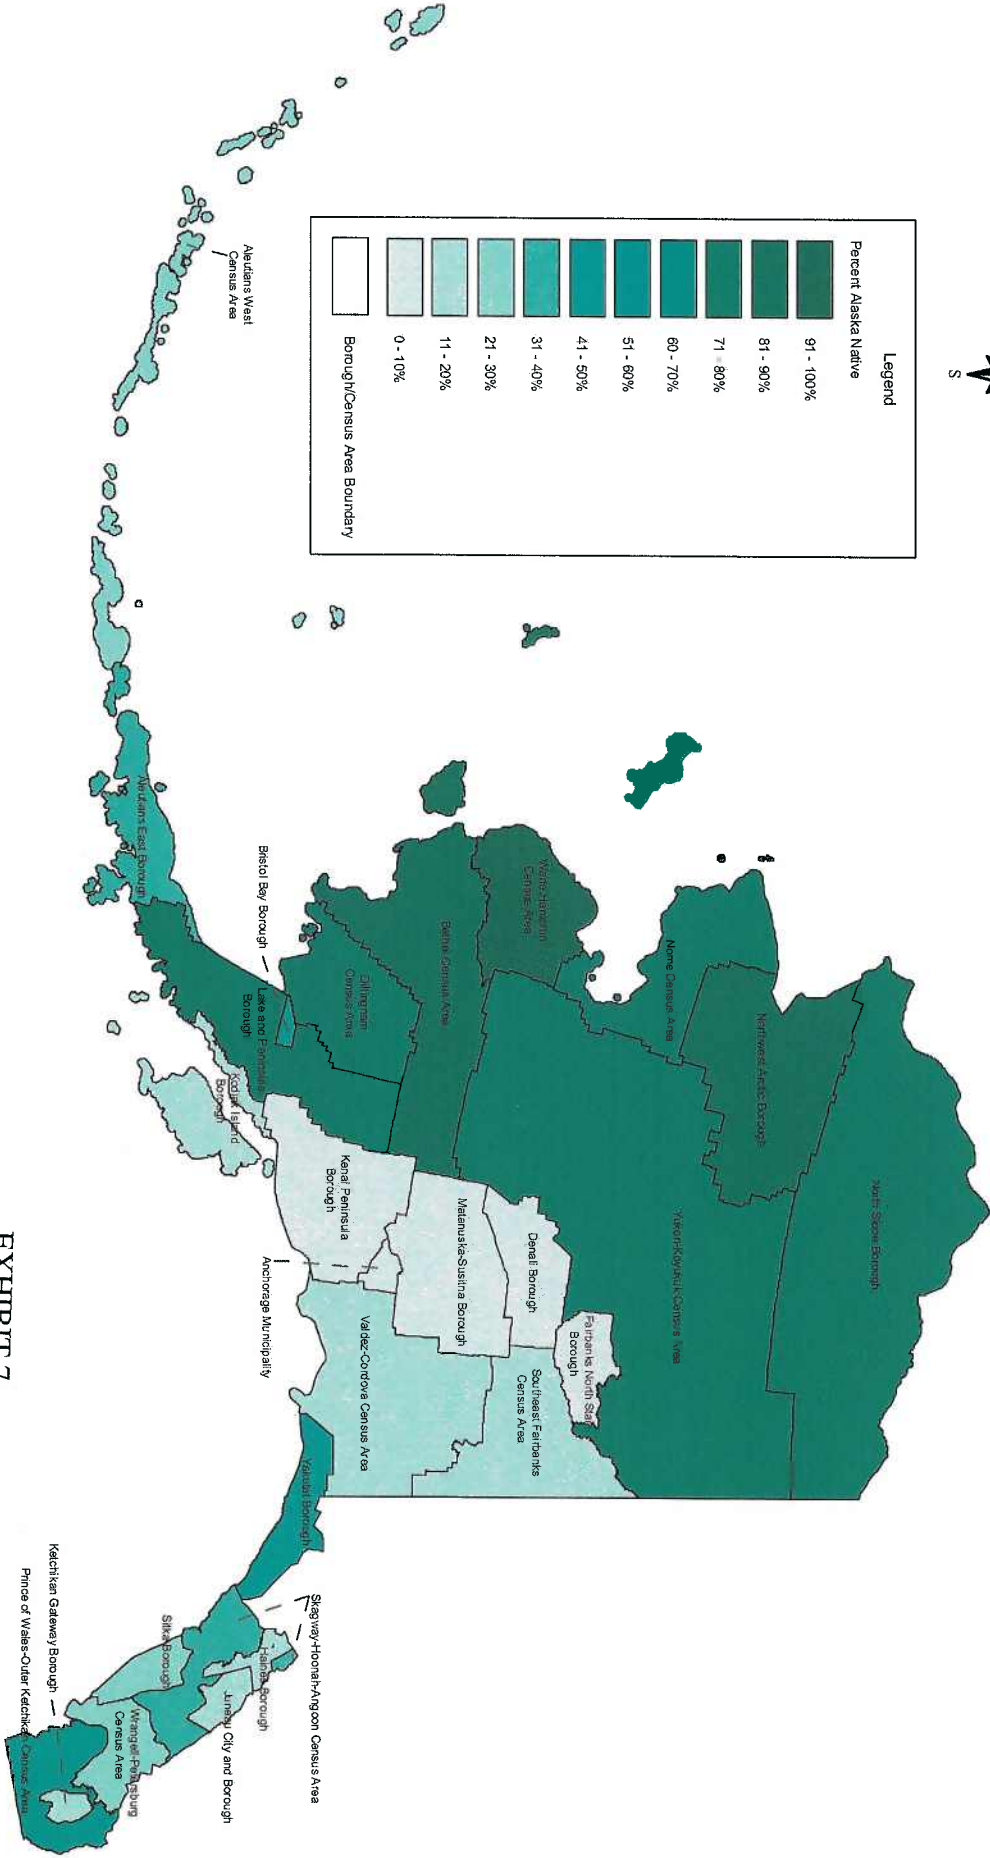 S
Legend
Percent Alaska Native
91 - 100%
81 - 90%
71 - 80%
60 - 70%
51 - 60%
41 - 50%
31 - 40%
21 - 30%
11 - 20%
0 - 10%
Borough/Census Area Boundary
North Slope Borough
Northwest Arctic Borough
Nome Census Area
Yukon-Koyukuk Census Area
Fairbanks North Star
Borough
Wade Hampton
Census Area
Denali Borough
Southeast Fairbanks
Census Area
Bethel Census Area
Matanuska-Susitna Borough
Dillingham
Census Area
Valdez-Cordova Census Area
Kenai Peninsula
Borough
Anchorage Municipality
Bristol Bay Borough
Lake and Peninsula
Borough
Kodiak Island
Borough
Aleutians West
Census Area
Aleutians East Borough
Yakutat Borough
Skagway-Hoonah-Angoon Census Area
Haines Borough
Juneau City and Borough
Sitka Borough
Wrangell-Petersburg
Census Area
Ketchikan Gateway Borough
Prince of Wales-Outer Ketchikan Census Area
EXHIBIT 7